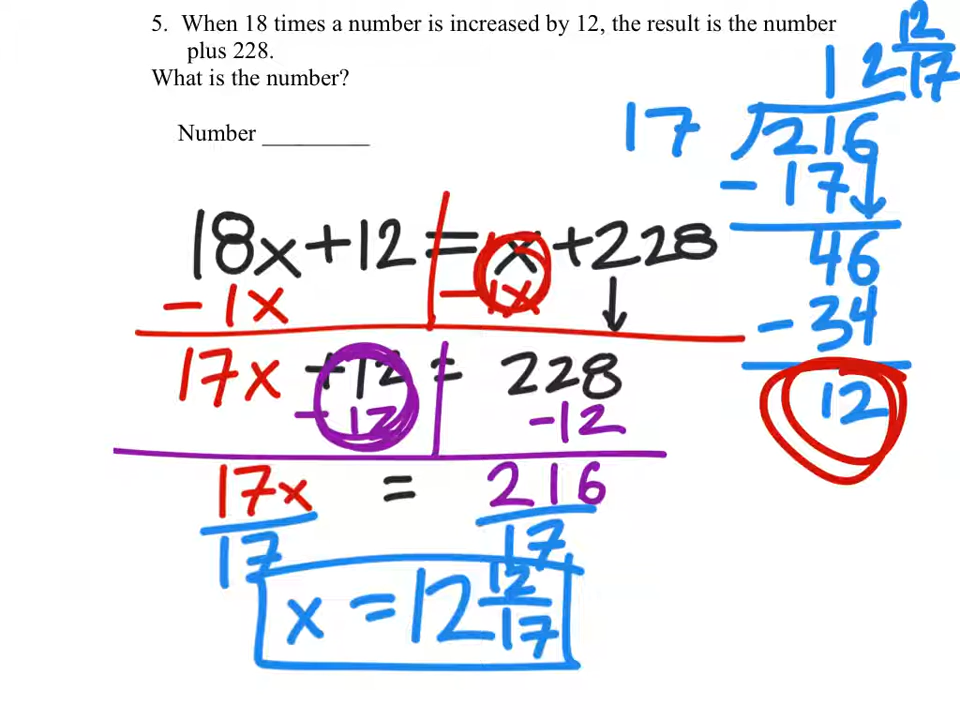 5. When 18 times a number is increased by 12, the result is the number
plus 228.
What is the number?
Number _________
18x+12 = x+228
-1x -1x
17x +12 = 228
-12 -12
17x = 216
17 17
x = 12 12/17
12 12/17
17 216
-17
46
-34
12